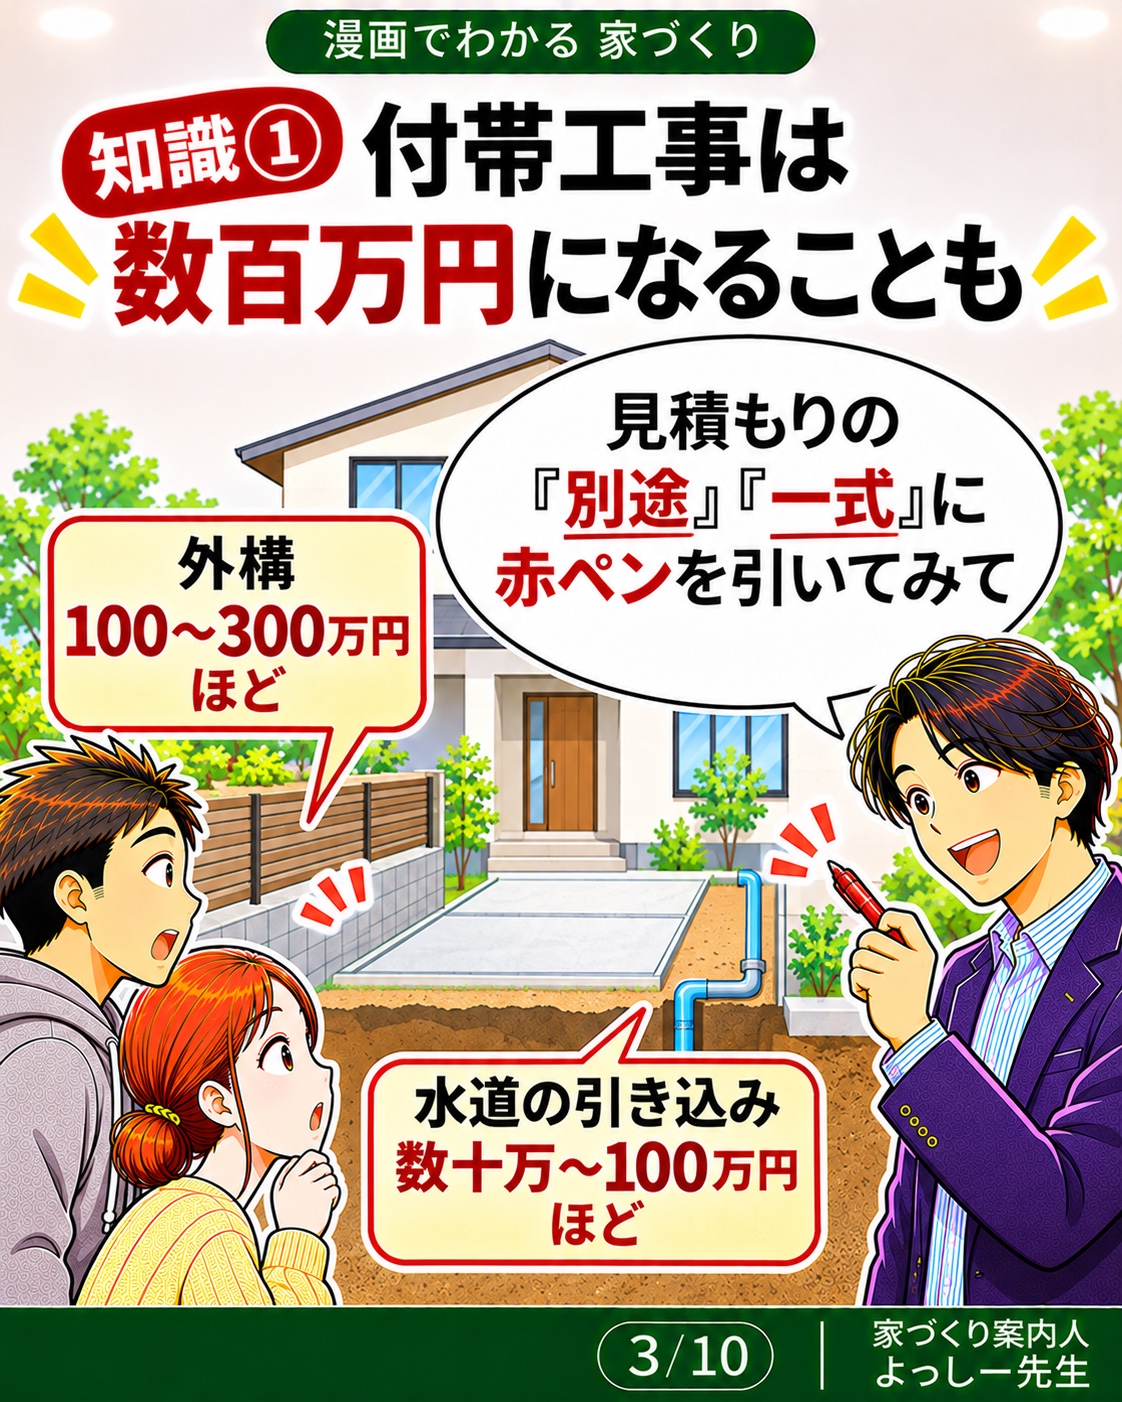 漫画でわかる 家づくり
知識① 付帯工事は
数百万円になることも
見積もりの
『別途』『一式』に
赤ペンを引いてみて
外構
100〜300万円
ほど
水道の引き込み
数十万〜100万円
ほど
3/10
家づくり案内人
よっしー先生